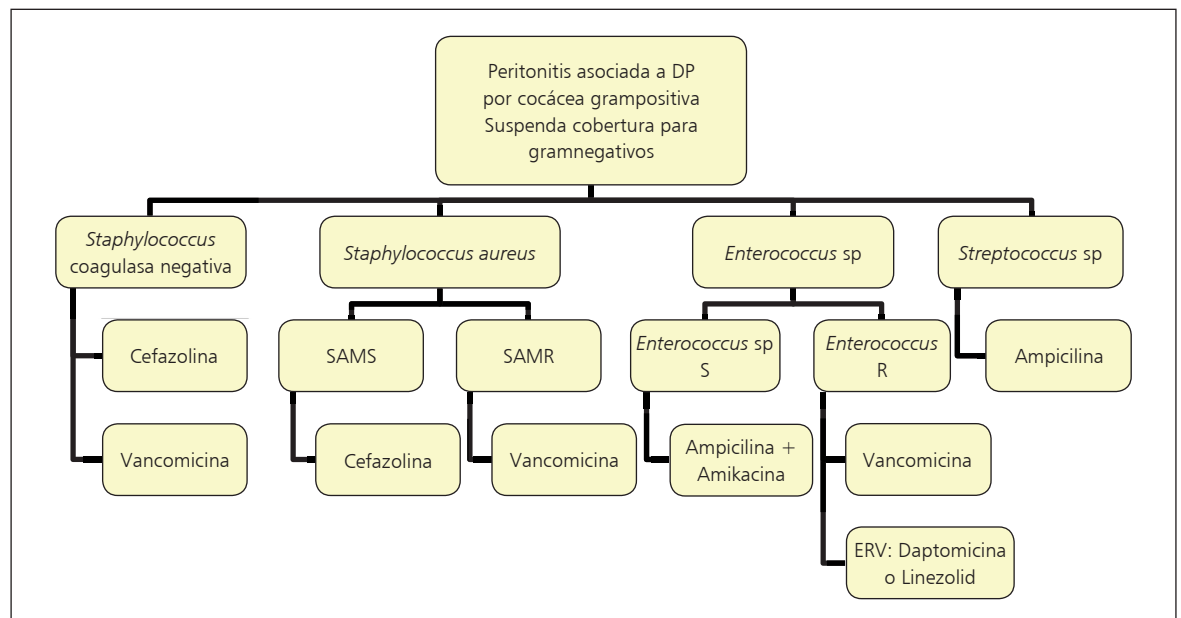 Peritonitis asociada a DP
por cocácea grampositiva
Suspenda cobertura para
gramnegativos
Staphylococcus
coagulasa negativa
Staphylococcus aureus
Enterococcus sp
Streptococcus sp
Cefazolina
SAMS
SAMR
Enterococcus sp
S
Enterococcus
R
Ampicilina
Vancomicina
Cefazolina
Vancomicina
Ampicilina +
Amikacina
Vancomicina
ERV: Daptomicina
o Linezolid